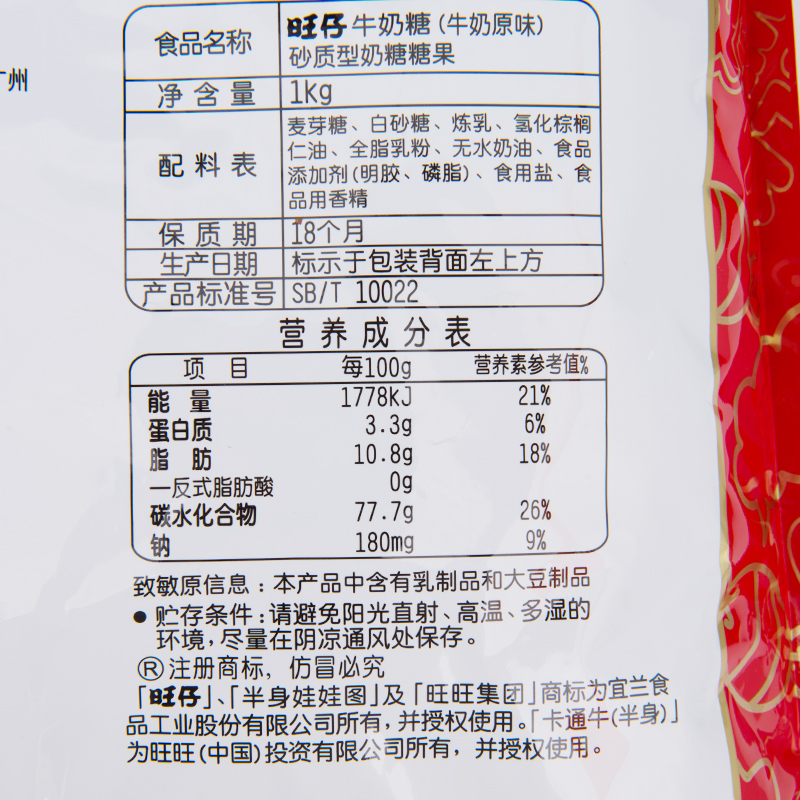 广州
食品名称 旺仔牛奶糖(牛奶原味)
砂质型奶糖糖果
净含量 1kg
配料表 麦芽糖、白砂糖、炼乳、氢化棕榈
仁油、全脂乳粉、无水奶油、食品
添加剂(明胶、磷脂)、食用盐、食
品用香精
保质期 18个月
生产日期 标示于包装背面左上方
产品标准号 SB/T 10022
营养成分表
项 目 每100g 营养素参考值%
能 量 1778kJ 21%
蛋白质 3.3g 6%
脂 肪 10.8g 18%
—反式脂肪酸 0g
碳水化合物 77.7g 26%
钠 180mg 9%
致敏原信息：本产品中含有乳制品和大豆制品
●贮存条件：请避免阳光直射、高温、多湿的
环境，尽量在阴凉通风处保存。
®注册商标，仿冒必究
「旺仔」、「半身娃娃图」及「旺旺集团」商标为宜兰食
品工业股份有限公司所有，并授权使用。「卡通牛(半身)」
为旺旺(中国)投资有限公司所有，并授权使用。